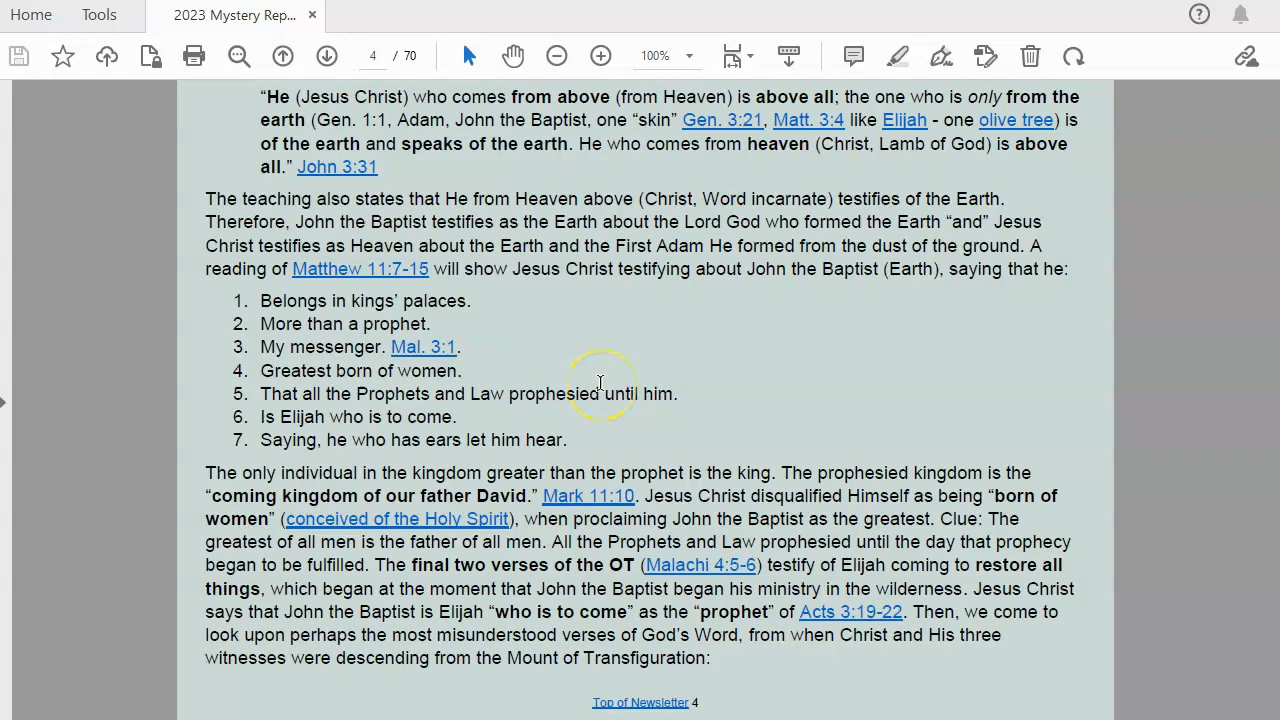 Home Tools 2023 Mystery Rep... ×
4 / 70 100%
“He (Jesus Christ) who comes from above (from Heaven) is above all; the one who is only from the
earth (Gen. 1:1, Adam, John the Baptist, one “skin” Gen. 3:21, Matt. 3:4 like Elijah - one olive tree) is
of the earth and speaks of the earth. He who comes from heaven (Christ, Lamb of God) is above
all.” John 3:31
The teaching also states that He from Heaven above (Christ, Word incarnate) testifies of the Earth.
Therefore, John the Baptist testifies as the Earth about the Lord God who formed the Earth “and” Jesus
Christ testifies as Heaven about the Earth and the First Adam He formed from the dust of the ground. A
reading of Matthew 11:7-15 will show Jesus Christ testifying about John the Baptist (Earth), saying that he:
1. Belongs in kings’ palaces.
2. More than a prophet.
3. My messenger. Mal. 3:1.
4. Greatest born of women.
5. That all the Prophets and Law prophesied until him.
6. Is Elijah who is to come.
7. Saying, he who has ears let him hear.
The only individual in the kingdom greater than the prophet is the king. The prophesied kingdom is the
“coming kingdom of our father David.” Mark 11:10. Jesus Christ disqualified Himself as being “born of
women” (conceived of the Holy Spirit), when proclaiming John the Baptist as the greatest. Clue: The
greatest of all men is the father of all men. All the Prophets and Law prophesied until the day that prophecy
began to be fulfilled. The final two verses of the OT (Malachi 4:5-6) testify of Elijah coming to restore all
things, which began at the moment that John the Baptist began his ministry in the wilderness. Jesus Christ
says that John the Baptist is Elijah “who is to come” as the “prophet” of Acts 3:19-22. Then, we come to
look upon perhaps the most misunderstood verses of God’s Word, from when Christ and His three
witnesses were descending from the Mount of Transfiguration:
Top of Newsletter 4